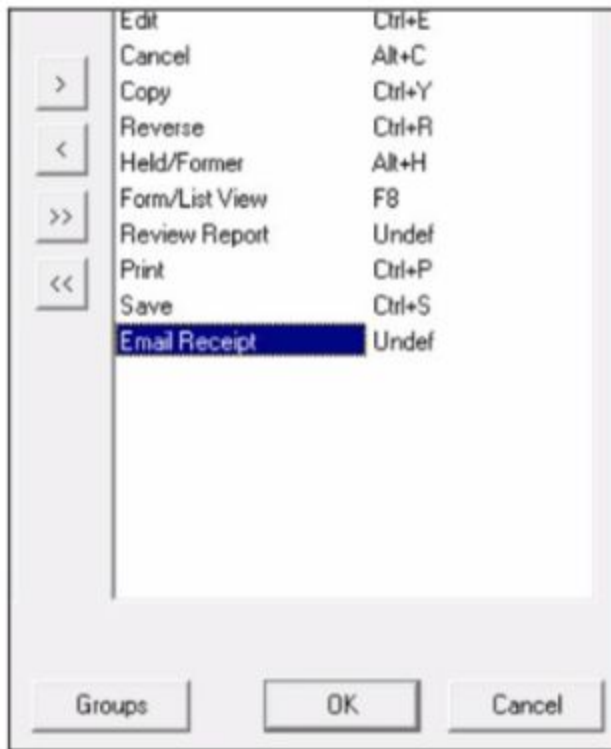 Edit Ctrl+E
Cancel Alt+C
> Copy Ctrl+Y
Reverse Ctrl+R
< Held/Former Alt+H
Form/List View F8
>> Review Report Undef
Print Ctrl+P
<< Save Ctrl+S
Email Receipt Undef
Groups OK Cancel